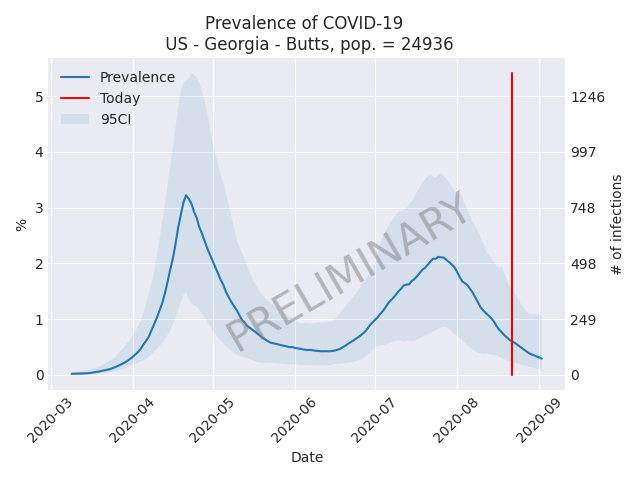 Prevalence of COVID-19
US - Georgia - Butts, pop. = 24936
Prevalence
Today
95CI
PRELIMINARY
%
5
4
3
2
1
0
1246
997
748
498
249
0
# of infections
2020-03
2020-04
2020-05
2020-06
2020-07
2020-08
2020-09
Date